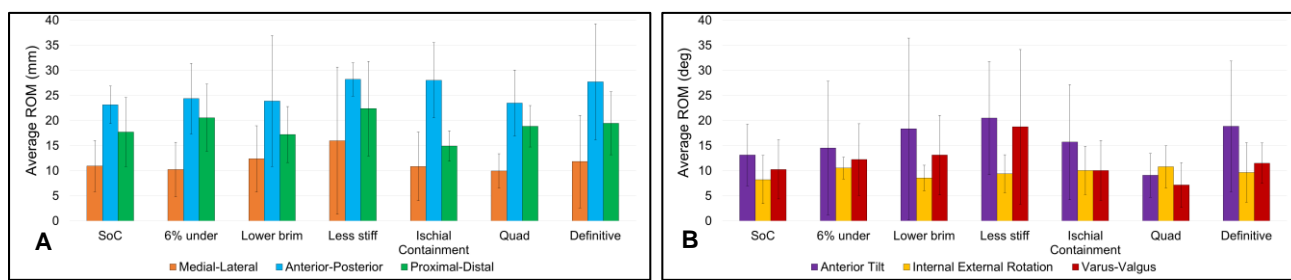 40
35
30
25
20
15
10
5
0
Average ROM (mm)
A
SoC 6% under Lower brim Less stiff Ischial Quad Definitive
Containment
Medial-Lateral Anterior-Posterior Proximal-Distal
40
35
30
25
20
15
10
5
0
Average ROM (deg)
B
SoC 6% under Lower brim Less stiff Ischial Quad Definitive
Containment
Anterior Tilt Internal External Rotation Varus-Valgus